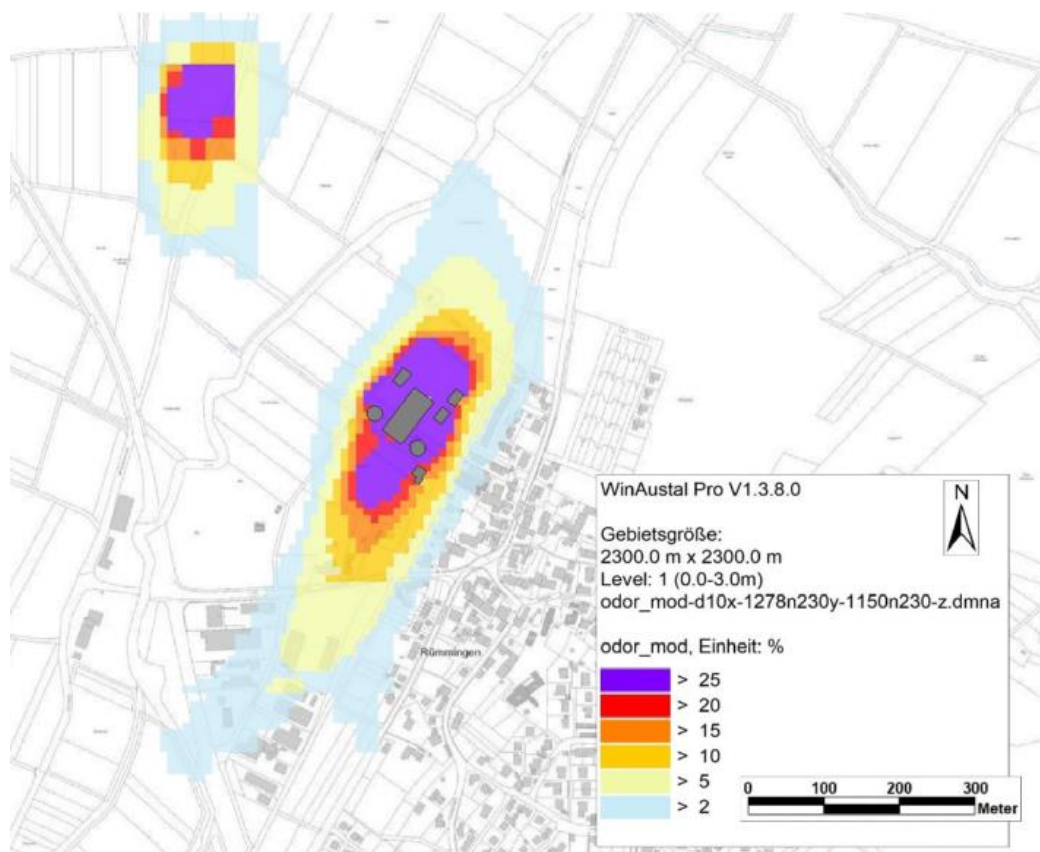 Rümmingen
WinAustal Pro V1.3.8.0
N
Gebietsgröße:
2300.0 m x 2300.0 m
Level: 1 (0.0-3.0m)
odor_mod-d10x-1278n230y-1150n230-z.dmna
odor_mod, Einheit: %
> 25
> 20
> 15
> 10
> 5
> 2
0 100 200 300
Meter